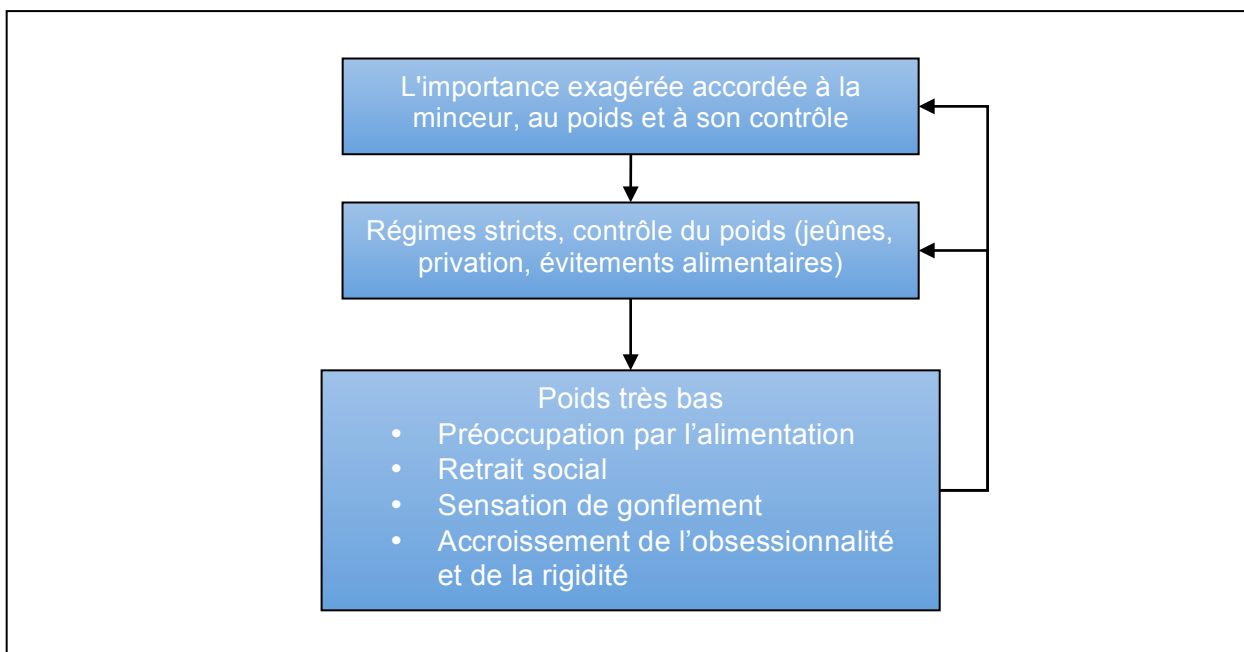 L'importance exagérée accordée à la
minceur, au poids et à son contrôle
Régimes stricts, contrôle du poids (jeûnes,
privation, évitements alimentaires)
Poids très bas
• Préoccupation par l’alimentation
• Retrait social
• Sensation de gonflement
• Accroissement de l’obsessionnalité
et de la rigidité